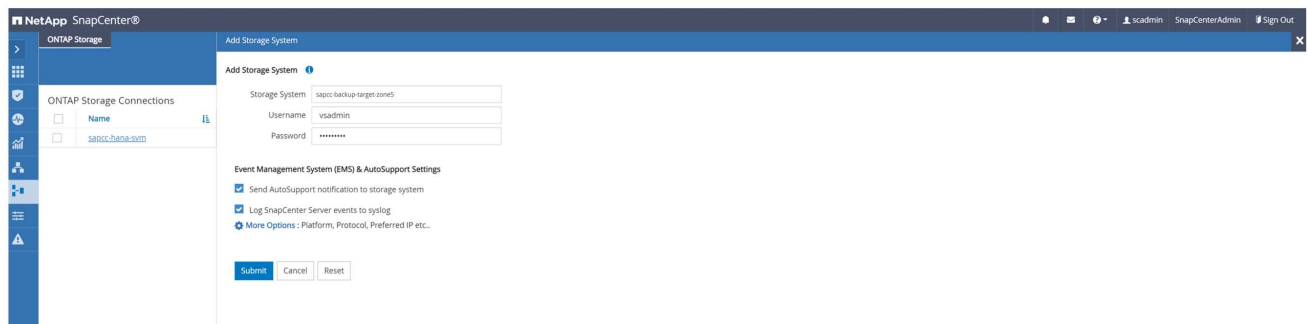 NetApp SnapCenter®
scadmin SnapCenterAdmin Sign Out
ONTAP Storage
Add Storage System
Add Storage System
ONTAP Storage Connections
Name
sapcc-hana-svm
Storage System sapcc-backup-target-zone5
Username vsadmin
Password •••••••••
Event Management System (EMS) & AutoSupport Settings
Send AutoSupport notification to storage system
Log SnapCenter Server events to syslog
More Options : Platform, Protocol, Preferred IP etc..
Submit Cancel Reset